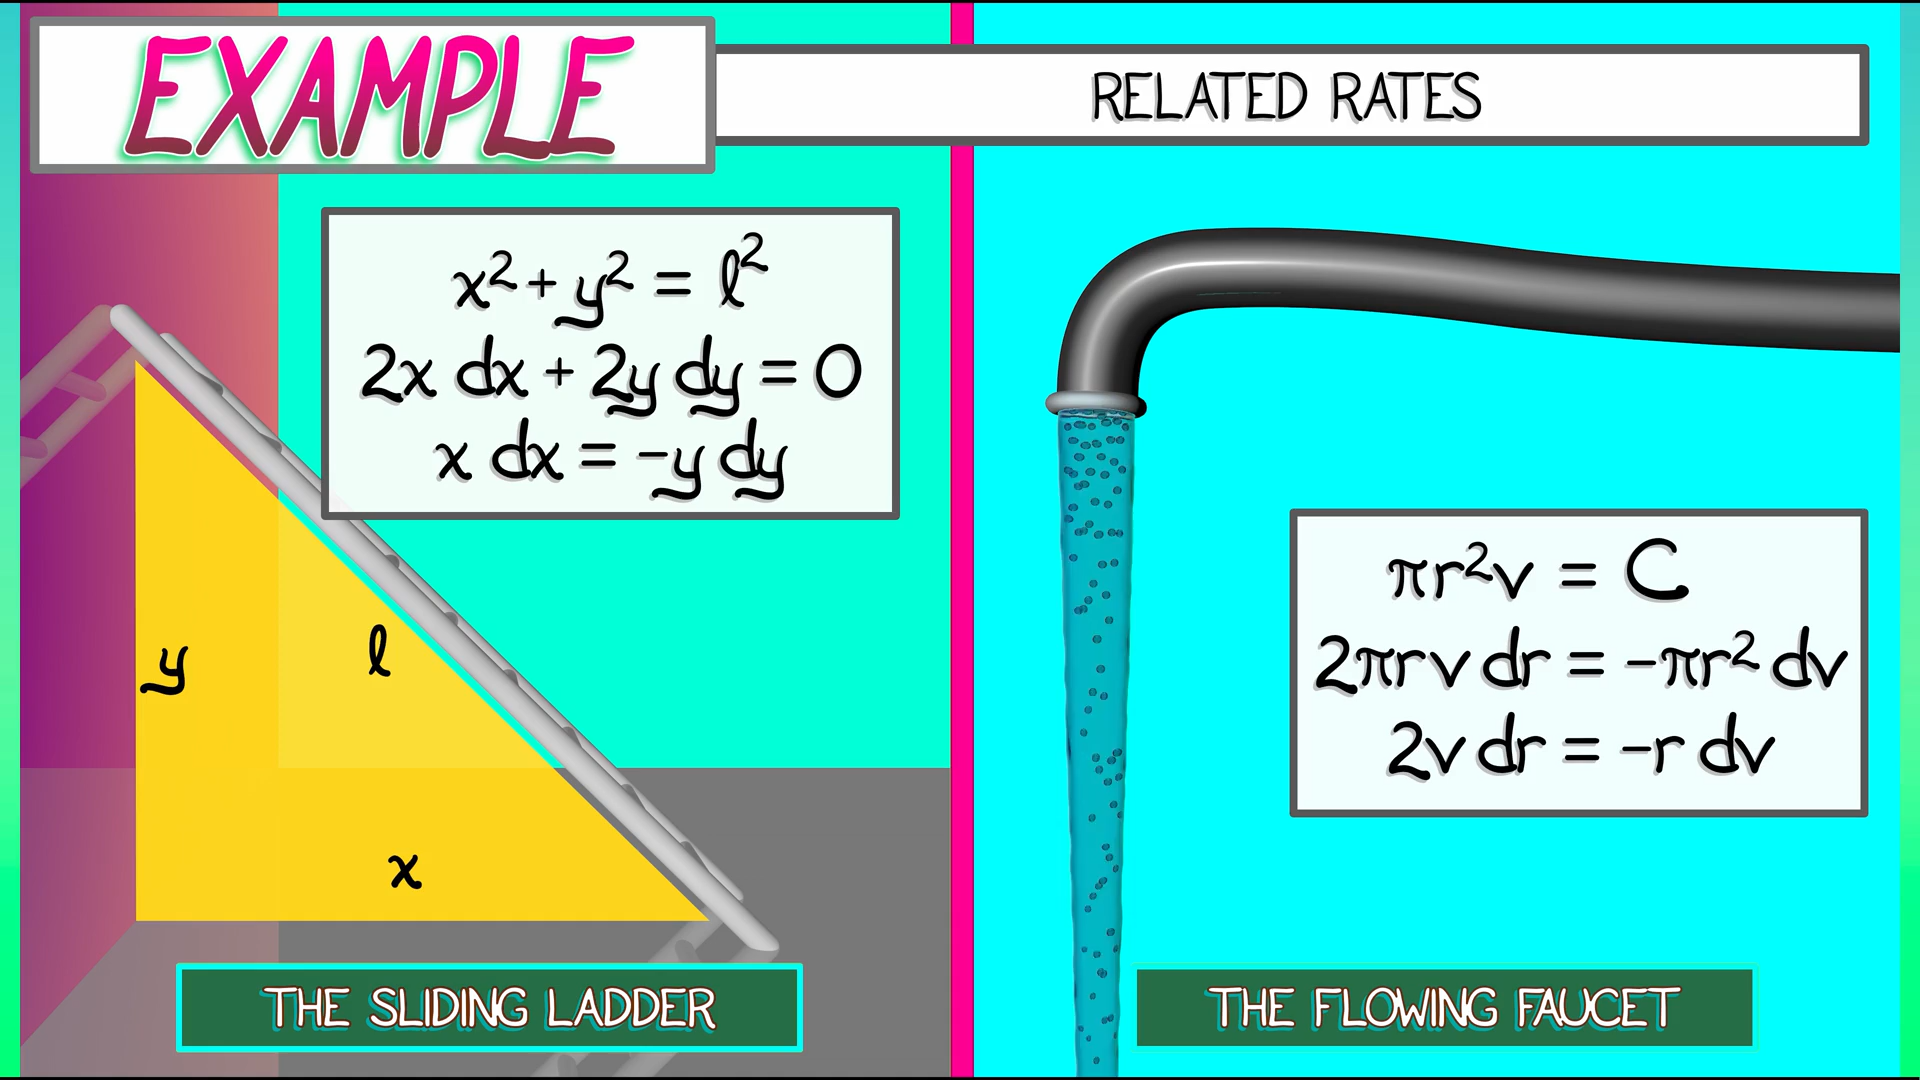 EXAMPLE
RELATED RATES
x² + y² = ℓ²
2x dx + 2y dy = 0
x dx = -y dy
y
ℓ
x
THE SLIDING LADDER
πr²v = C
2πrv dr = -πr² dv
2v dr = -r dv
THE FLOWING FAUCET